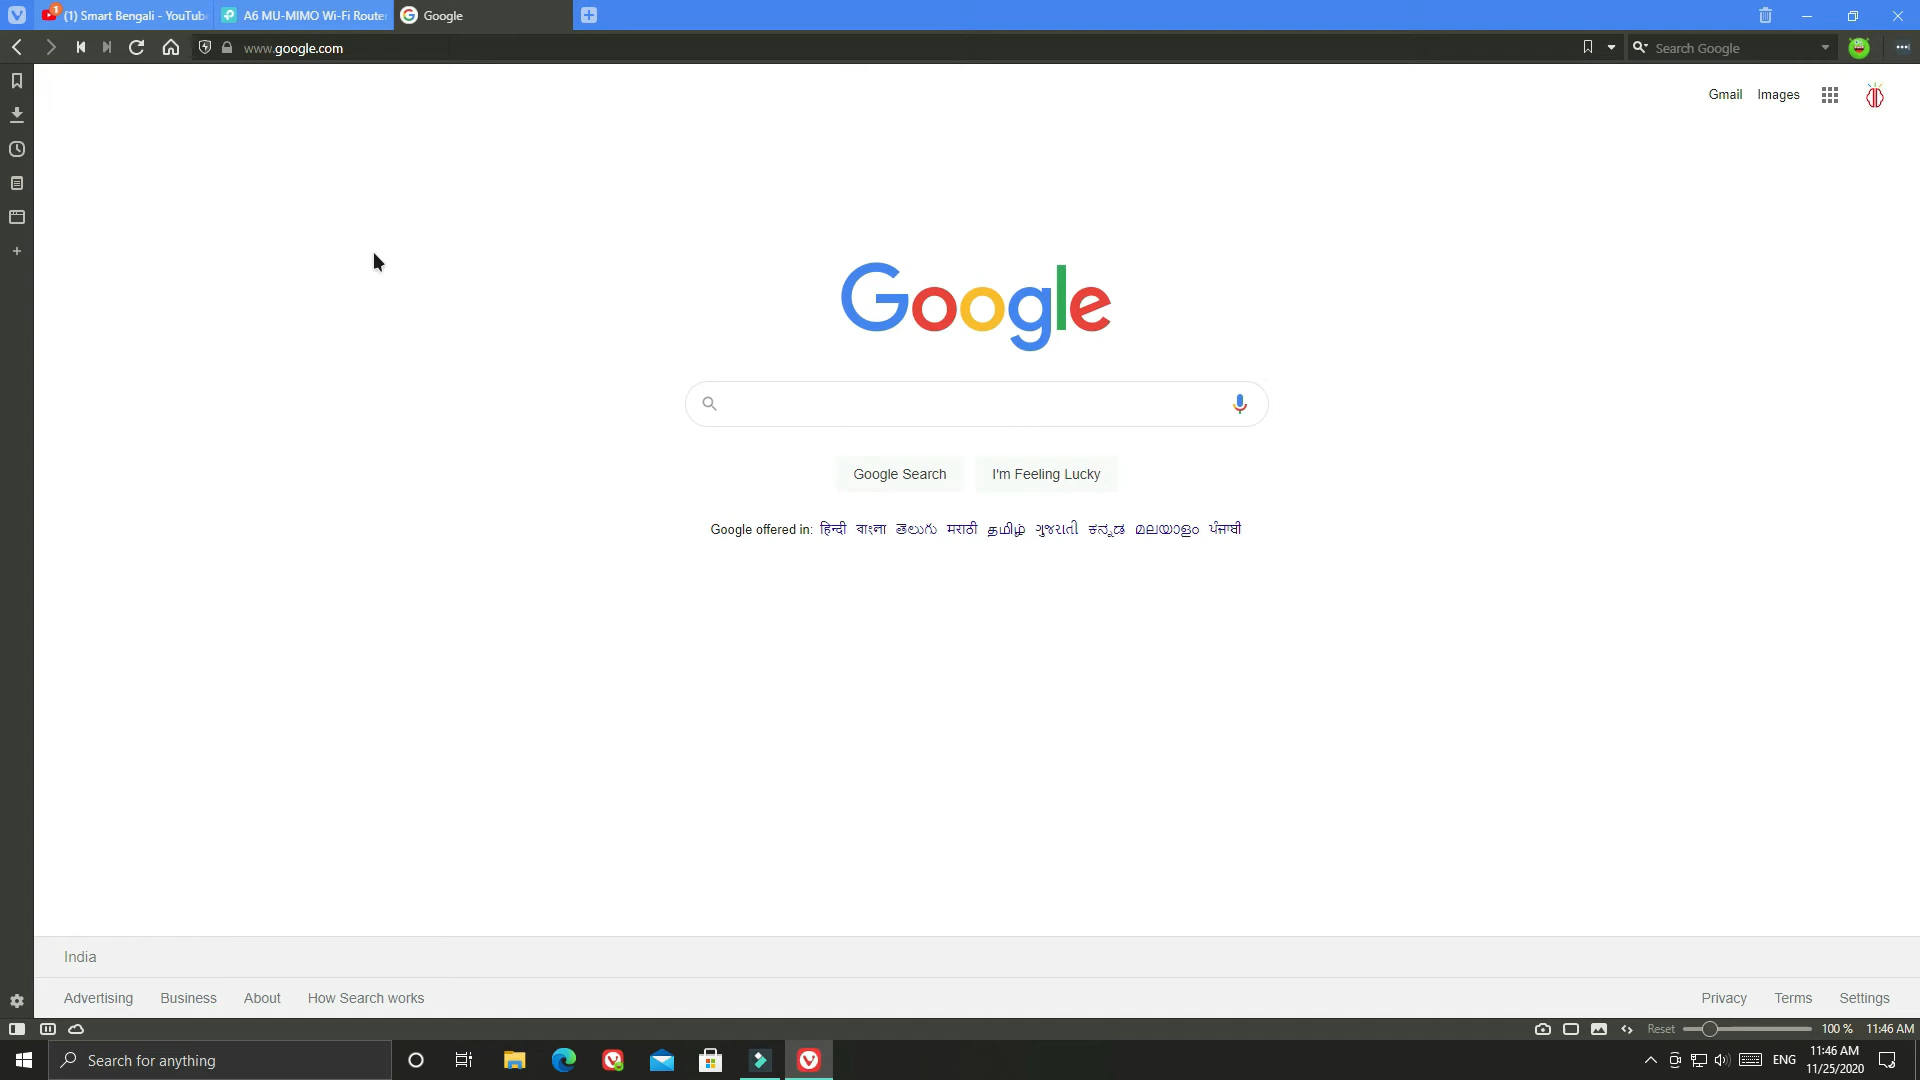 (1) Smart Bengali - YouTub
A6 MU-MIMO Wi-Fi Route
Google
www.google.com
Search Google
Gmail Images
Google
Google Search
I'm Feeling Lucky
Google offered in: हिन्दी বাংলা తెలుగు मराठी தமிழ் ગુજરાતી ಕನ್ನಡ മലയാളം ਪੰਜਾਬੀ
India
Advertising Business About How Search works
Privacy Terms Settings
Reset 100 % 11:46 AM
Search for anything
ENG
11:46 AM
11/25/2020